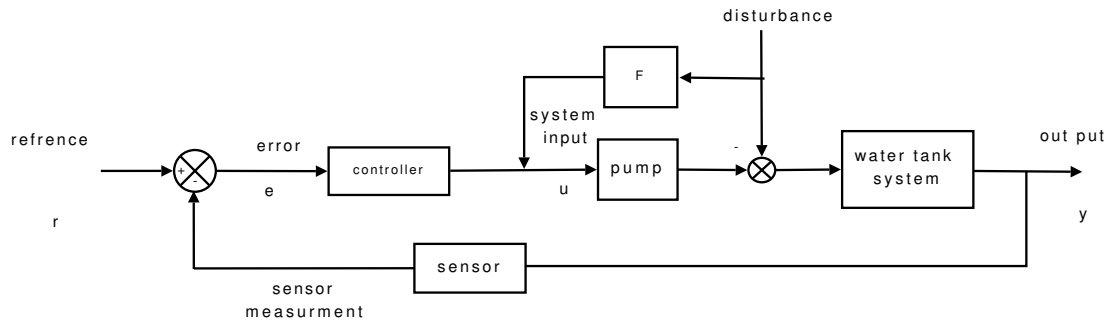 disturbance
F
system
input
refrence
error
out put
+
-
controller
pump
-
water tank
system
e
u
r
y
sensor
sensor
measurment